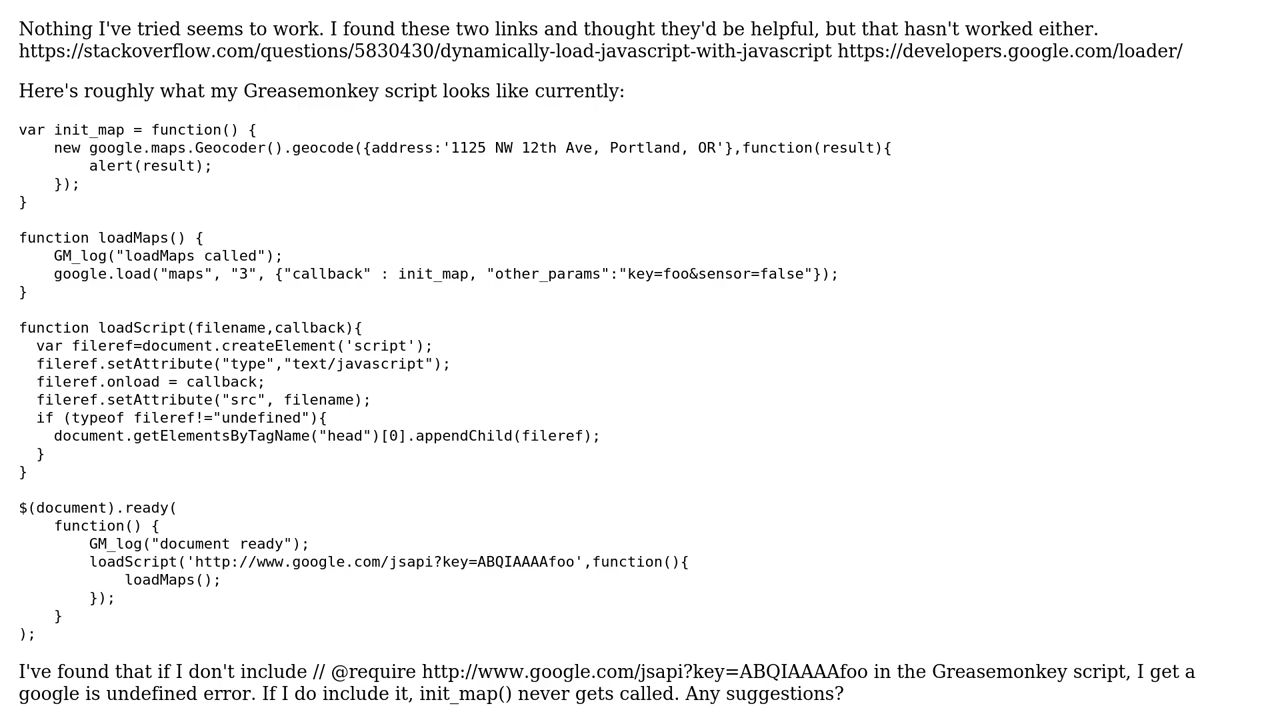 Nothing I've tried seems to work. I found these two links and thought they'd be helpful, but that hasn't worked either.
https://stackoverflow.com/questions/5830430/dynamically-load-javascript-with-javascript https://developers.google.com/loader/
Here's roughly what my Greasemonkey script looks like currently:
var init_map = function() {
    new google.maps.Geocoder().geocode({address:'1125 NW 12th Ave, Portland, OR'},function(result){
        alert(result);
    });
}
function loadMaps() {
    GM_log("loadMaps called");
    google.load("maps", "3", {"callback" : init_map, "other_params":"key=foo&sensor=false"});
}
function loadScript(filename,callback){
  var fileref=document.createElement('script');
  fileref.setAttribute("type","text/javascript");
  fileref.onload = callback;
  fileref.setAttribute("src", filename);
  if (typeof fileref!="undefined"){
    document.getElementsByTagName("head")[0].appendChild(fileref);
  }
}
$(document).ready(
    function() {
        GM_log("document ready");
        loadScript('http://www.google.com/jsapi?key=ABQIAAAAfoo',function(){
            loadMaps();
        });
    }
);
I've found that if I don't include // @require http://www.google.com/jsapi?key=ABQIAAAAfoo in the Greasemonkey script, I get a
google is undefined error. If I do include it, init_map() never gets called. Any suggestions?